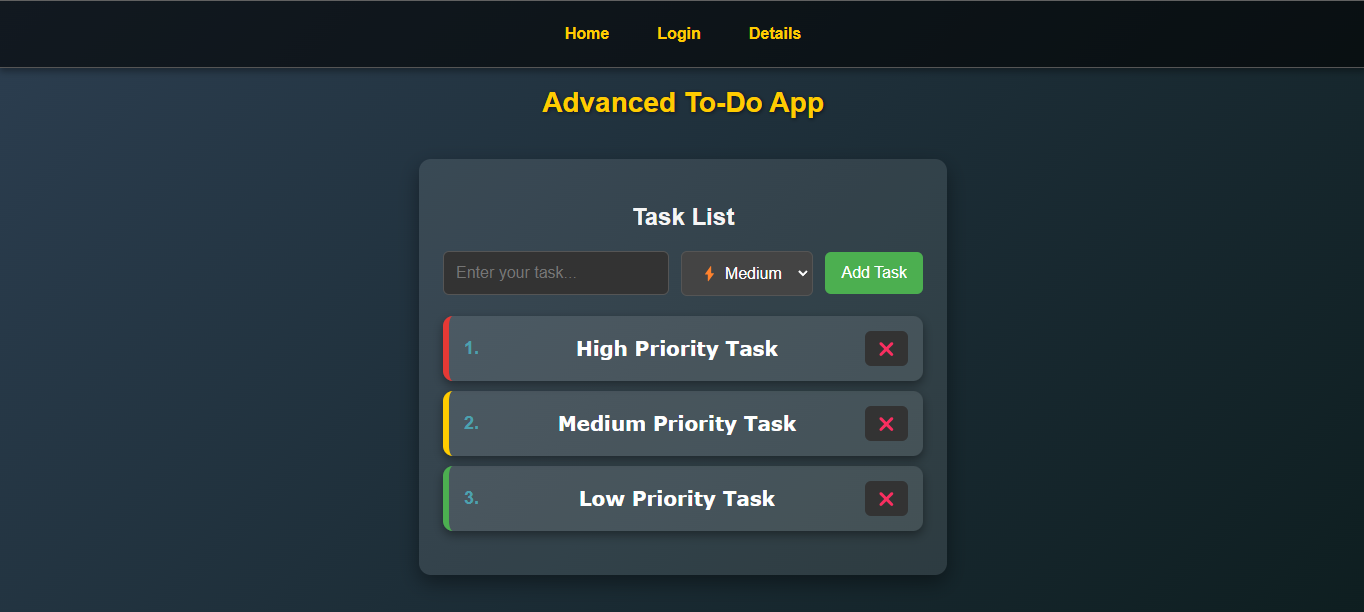 Home Login Details
Advanced To-Do App
Task List
Enter your task... Medium Add Task
1. High Priority Task
2. Medium Priority Task
3. Low Priority Task